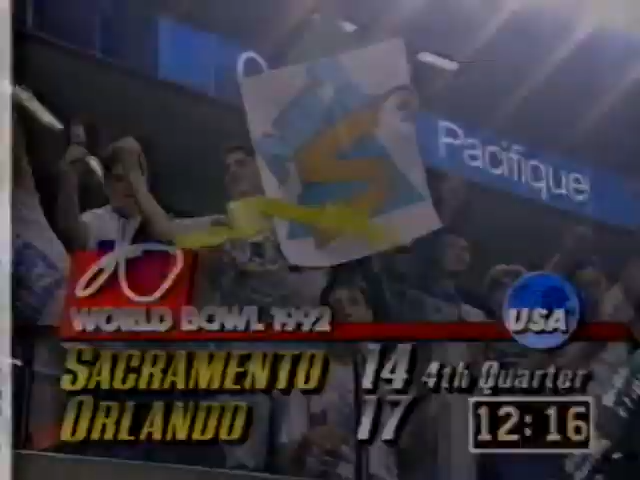 Pacifique
WORLD BOWL 1992
USA
SACRAMENTO 14 4th Quarter
ORLANDO 17 12:16